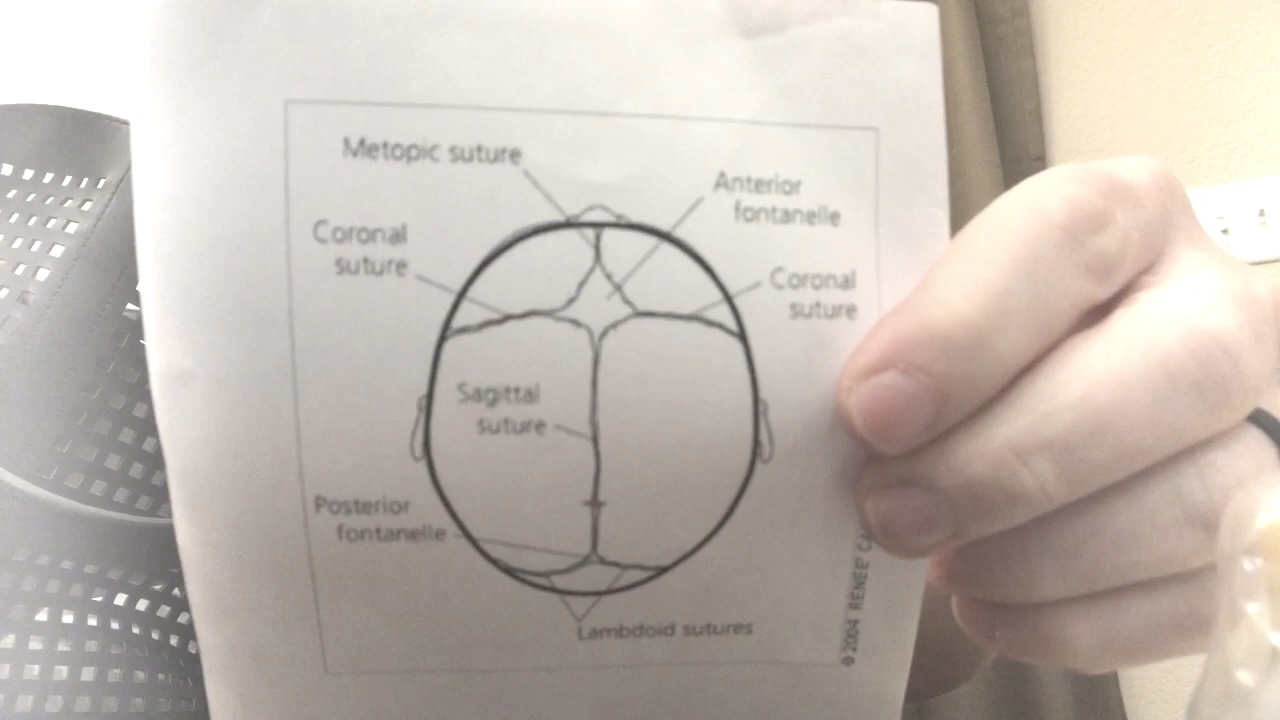 Metopic suture
Anterior
fontanelle
Coronal
suture
Coronal
suture
Sagittal
suture
Posterior
fontanelle
Lambdoid sutures
© 2004 RENEE